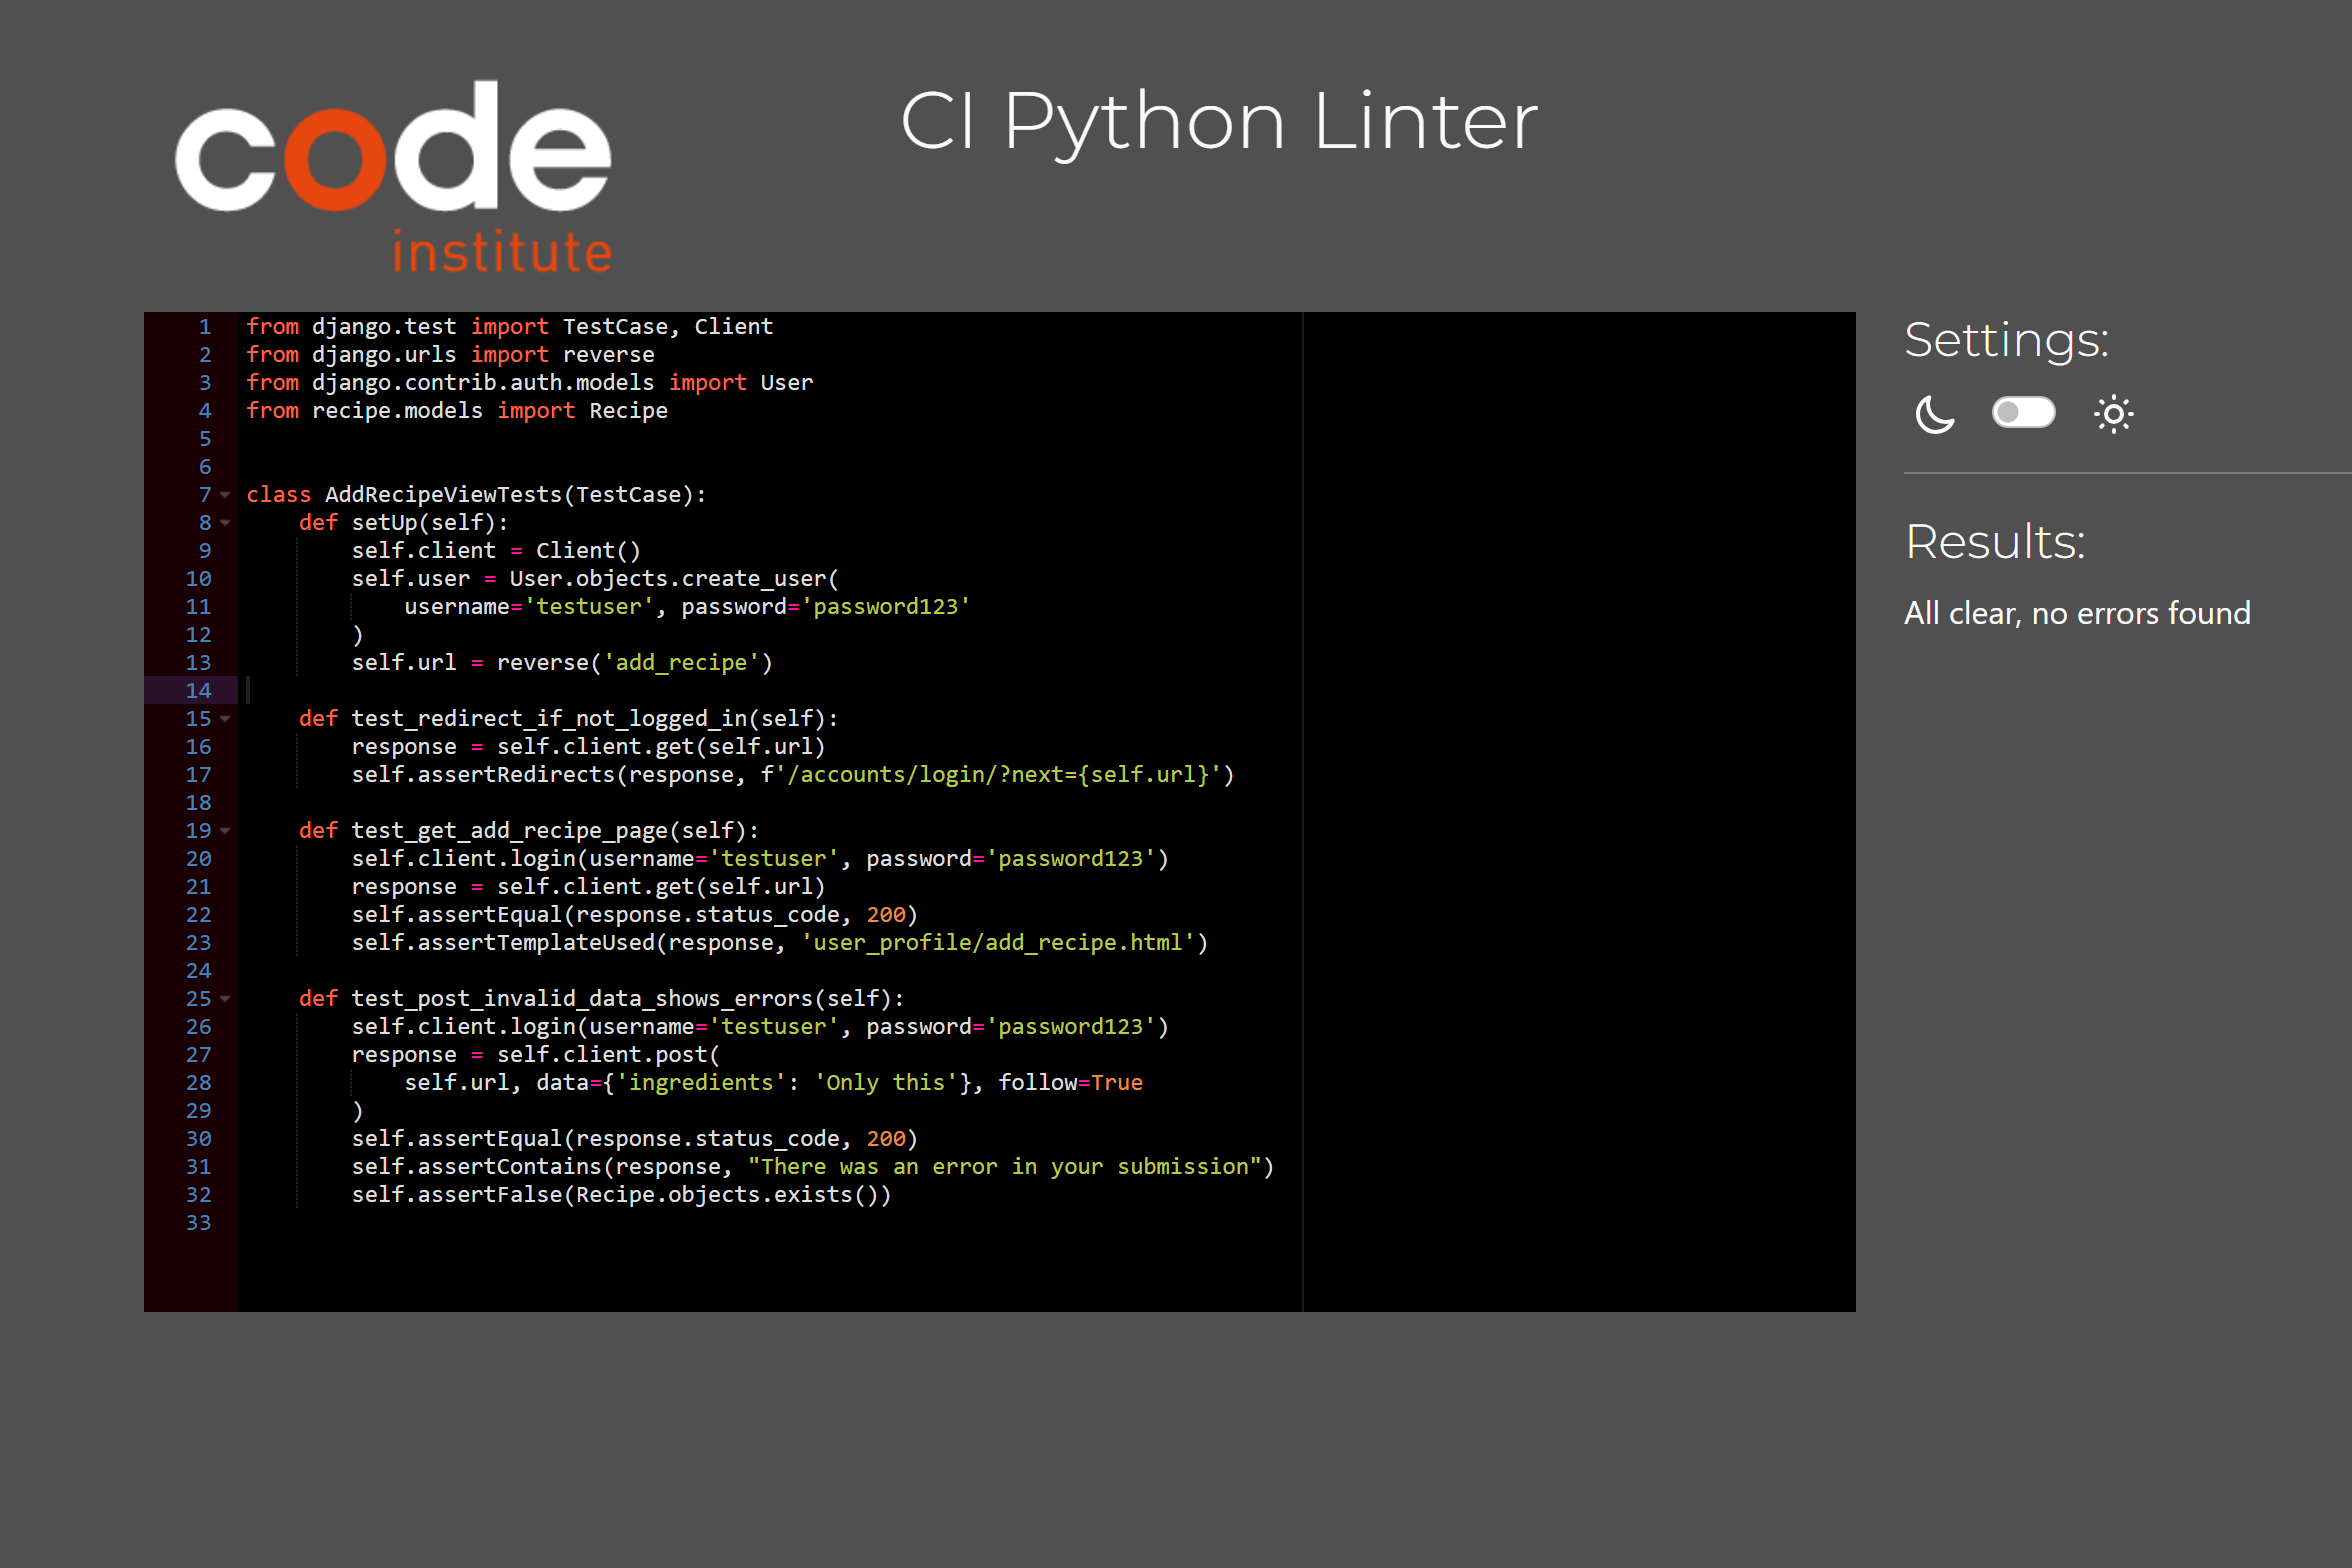 code
institute
CI Python Linter
1 from django.test import TestCase, Client
2 from django.urls import reverse
3 from django.contrib.auth.models import User
4 from recipe.models import Recipe
5
6
7 class AddRecipeViewTests(TestCase):
8     def setUp(self):
9         self.client = Client()
10         self.user = User.objects.create_user(
11             username='testuser', password='password123'
12         )
13         self.url = reverse('add_recipe')
14
15     def test_redirect_if_not_logged_in(self):
16         response = self.client.get(self.url)
17         self.assertRedirects(response, f'/accounts/login/?next={self.url}')
18
19     def test_get_add_recipe_page(self):
20         self.client.login(username='testuser', password='password123')
21         response = self.client.get(self.url)
22         self.assertEqual(response.status_code, 200)
23         self.assertTemplateUsed(response, 'user_profile/add_recipe.html')
24
25     def test_post_invalid_data_shows_errors(self):
26         self.client.login(username='testuser', password='password123')
27         response = self.client.post(
28             self.url, data={'ingredients': 'Only this'}, follow=True
29         )
30         self.assertEqual(response.status_code, 200)
31         self.assertContains(response, "There was an error in your submission")
32         self.assertFalse(Recipe.objects.exists())
33
Settings:
Results:
All clear, no errors found